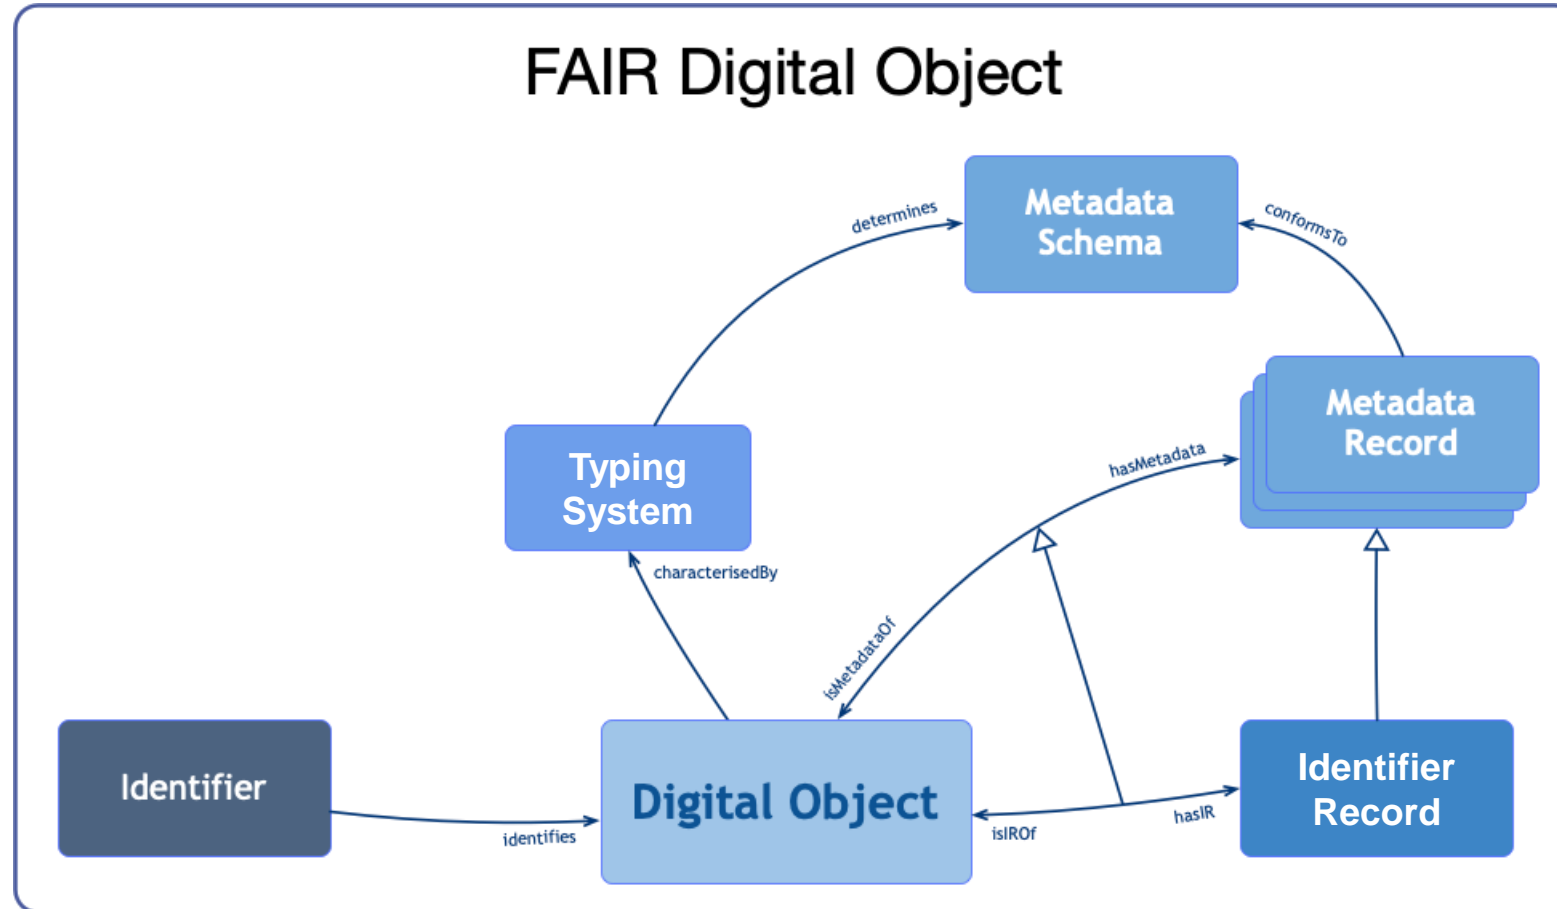 FAIR Digital Object
Metadata
Schema
determines
conformsTo
Metadata
Record
hasMetadata
Typing
System
characterisedBy
isMetadataOf
Identifier
identifies
Digital Object
isIROf
hasIR
Identifier
Record